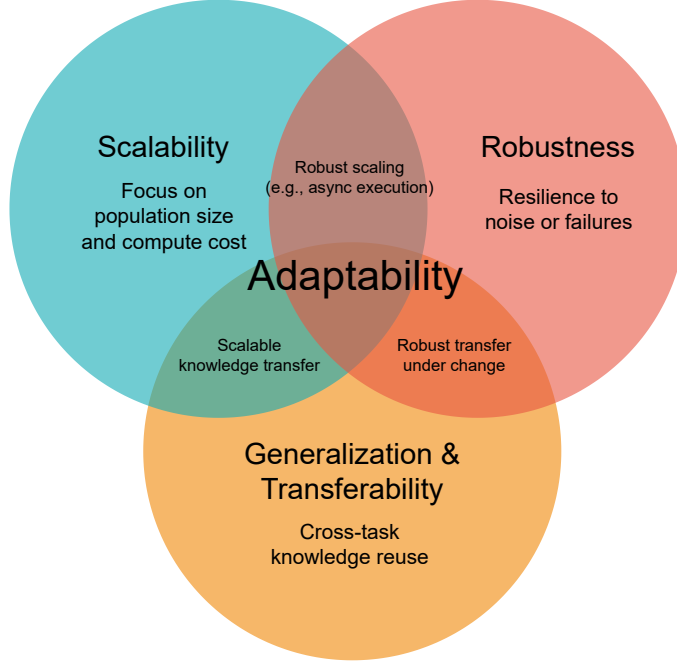 Scalability
Focus on
population size
and compute cost
Robust scaling
(e.g., async execution)
Robustness
Resilience to
noise or failures
Adaptability
Scalable
knowledge transfer
Robust transfer
under change
Generalization &
Transferability
Cross-task
knowledge reuse